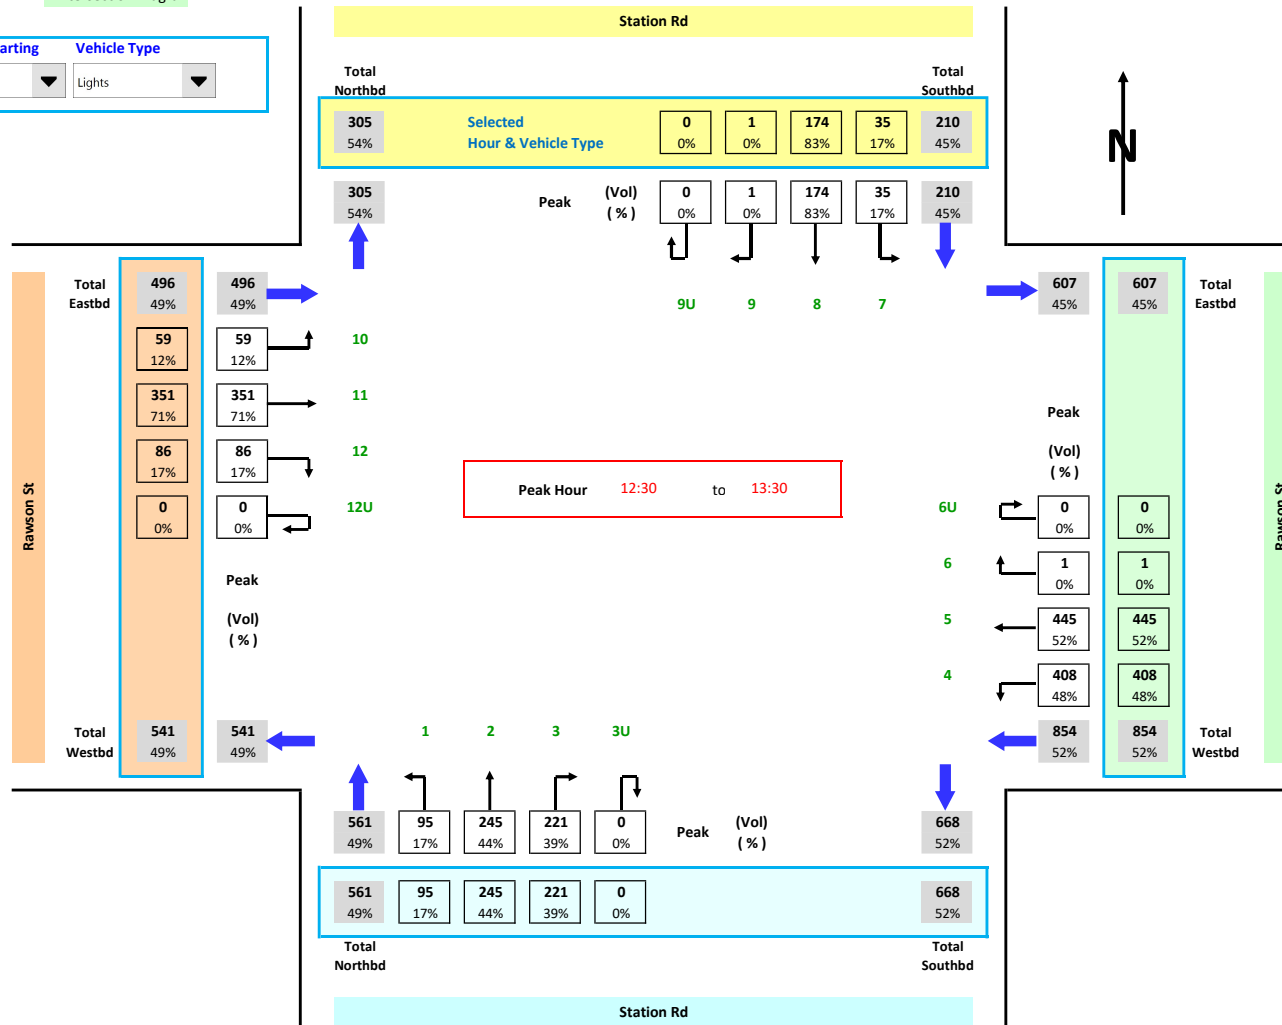 Station Rd
arting Vehicle Type
Lights
Total Northbd
Total Southbd
305 Selected 0 1 174 35 210
54% Hour & Vehicle Type 0% 0% 83% 17% 45%
305 Peak (Vol) 0 1 174 35 210
54% ( % ) 0% 0% 83% 17% 45%
N
Total Eastbd
496 496
49% 49%
9U 9 8 7
607 607
45% 45%
Total Eastbd
59 59 10
12% 12%
351 351 11
71% 71%
86 86 12
17% 17%
0 0 12U
0% 0%
Rawson St
Peak
(Vol)
( % )
Peak Hour 12:30 to 13:30
Peak
(Vol)
( % )
6U 0 0
0% 0%
6 1 1
0% 0%
5 445 445
52% 52%
4 408 408
48% 48%
Rawson St
Total Westbd
541 541
49% 49%
1 2 3 3U
854 854
52% 52%
Total Westbd
561 95 245 221 0 Peak (Vol) 668
49% 17% 44% 39% 0% ( % ) 52%
561 95 245 221 0 668
49% 17% 44% 39% 0% 52%
Total Northbd
Total Southbd
Station Rd